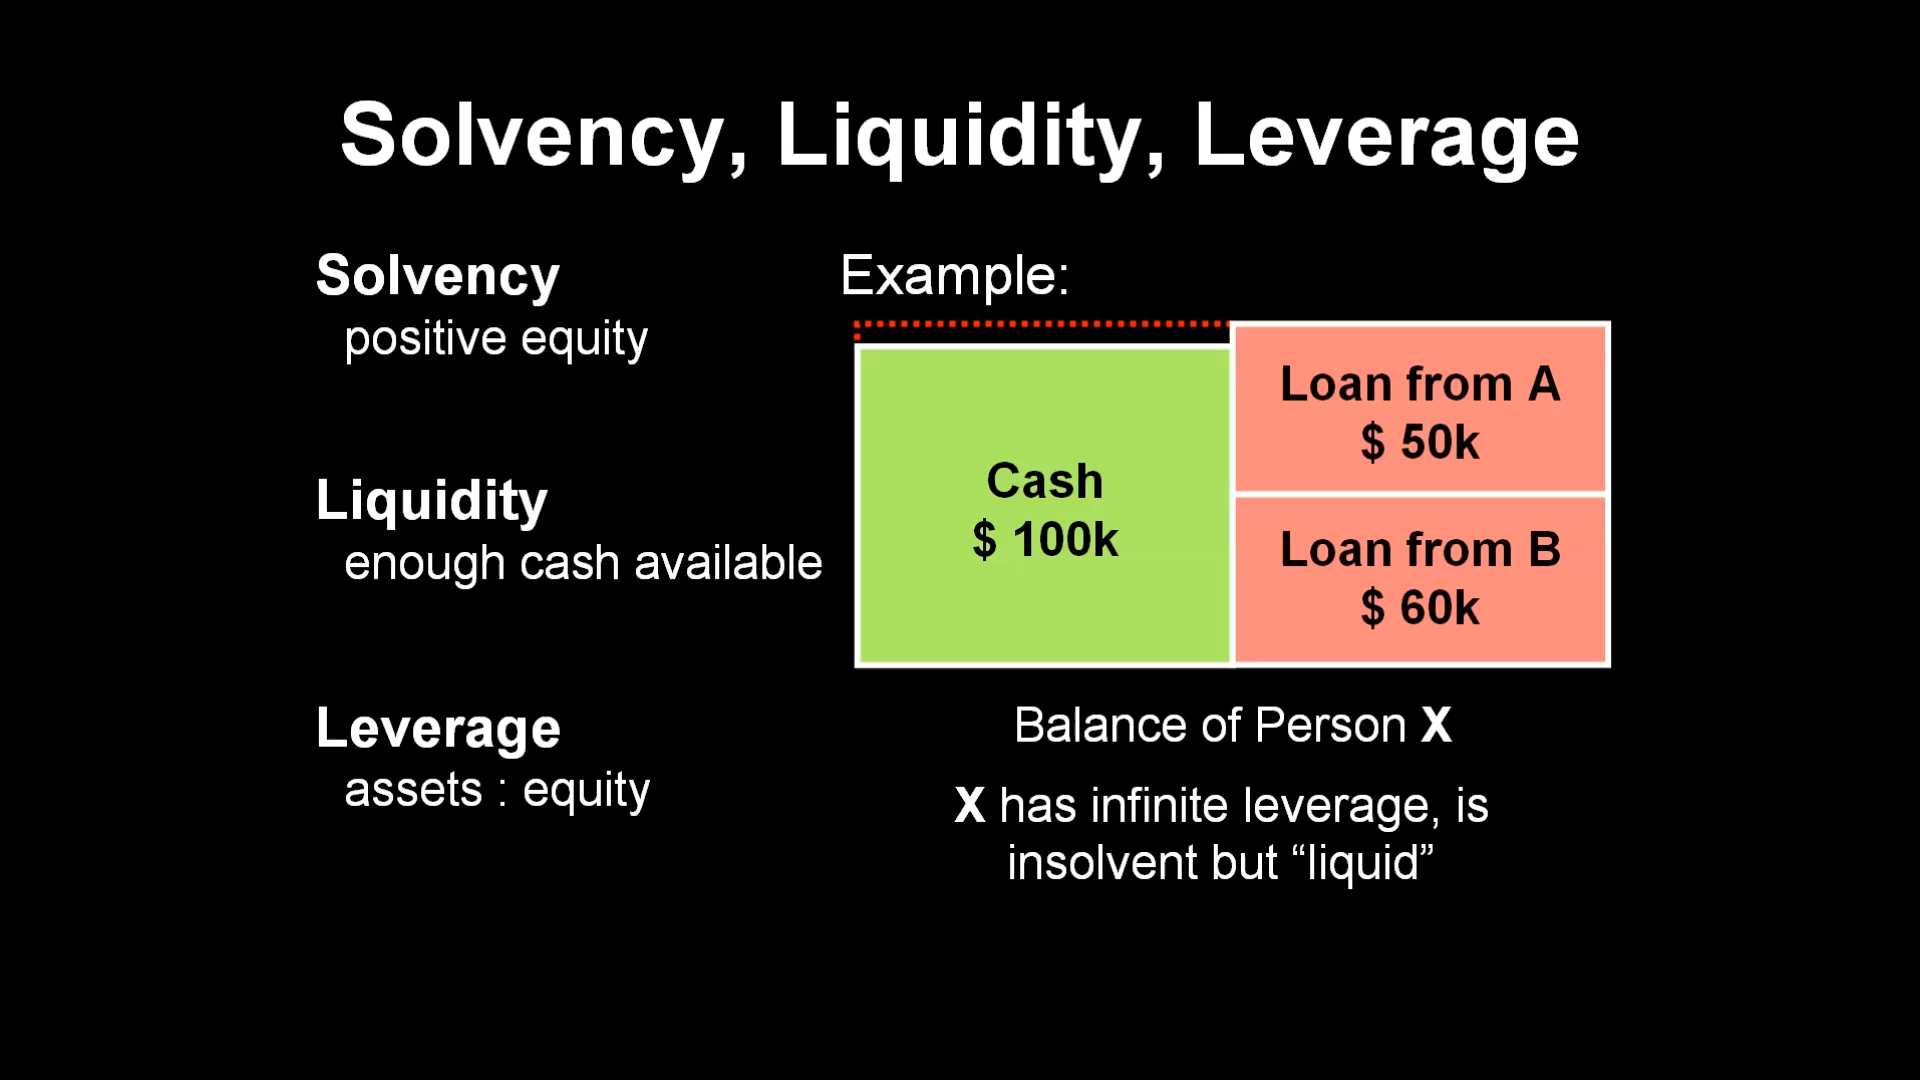 Solvency, Liquidity, Leverage
Solvency
positive equity
Liquidity
enough cash available
Leverage
assets : equity
Example:
Cash
$ 100k
Loan from A
$ 50k
Loan from B
$ 60k
Balance of Person X
X has infinite leverage, is
insolvent but “liquid”